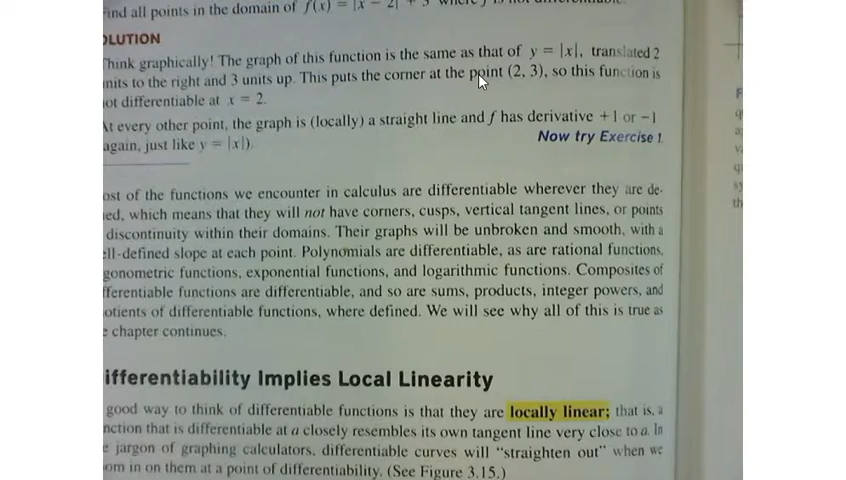 ind all points in the domain of f(x) = |x − 2| + 3 where f is not differentiable.
OLUTION
Think graphically! The graph of this function is the same as that of y = |x|, translated 2
nits to the right and 3 units up. This puts the corner at the point (2, 3), so this function is
ot differentiable at x = 2.
At every other point, the graph is (locally) a straight line and f has derivative +1 or −1
again, just like y = |x|).
Now try Exercise 1.
ost of the functions we encounter in calculus are differentiable wherever they are de-
ed, which means that they will not have corners, cusps, vertical tangent lines, or points
discontinuity within their domains. Their graphs will be unbroken and smooth, with a
ell-defined slope at each point. Polynomials are differentiable, as are rational functions,
gonometric functions, exponential functions, and logarithmic functions. Composites of
fferentiable functions are differentiable, and so are sums, products, integer powers, and
otients of differentiable functions, where defined. We will see why all of this is true as
e chapter continues.
ifferentiability Implies Local Linearity
good way to think of differentiable functions is that they are locally linear; that is, a
nction that is differentiable at a closely resembles its own tangent line very close to a. In
e jargon of graphing calculators, differentiable curves will "straighten out" when we
om in on them at a point of differentiability. (See Figure 3.15.)